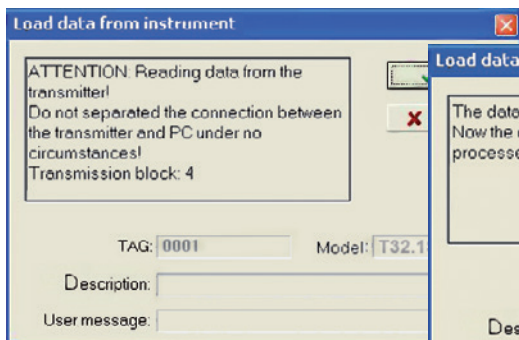 Load data from instrument
ATTENTION: Reading data from the
transmitter!
Do not separated the connection between
the transmitter and PC under no
circumstances!
Transmission block: 4
TAG: 0001
Model: T32.1
Description:
User message:
Load data
The data
Now the